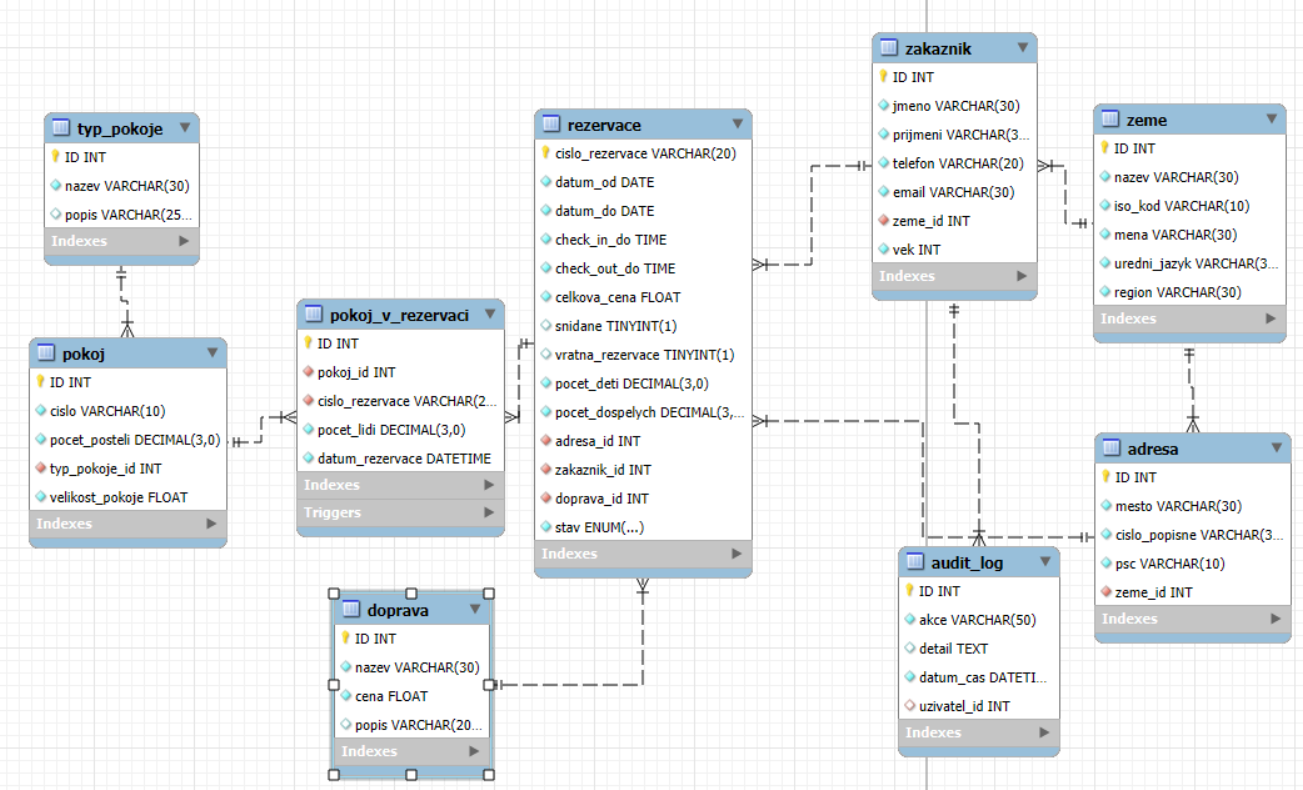 typ_pokoje
ID INT
nazev VARCHAR(30)
popis VARCHAR(25...
Indexes
pokoj
ID INT
cislo VARCHAR(10)
pocet_posteli DECIMAL(3,0)
typ_pokoje_id INT
velikost_pokoje FLOAT
Indexes
pokoj_v_rezervaci
ID INT
pokoj_id INT
cislo_rezervace VARCHAR(2...
pocet_lidi DECIMAL(3,0)
datum_rezervace DATETIME
Indexes
Triggers
doprava
ID INT
nazev VARCHAR(30)
cena FLOAT
popis VARCHAR(20...
Indexes
rezervace
cislo_rezervace VARCHAR(20)
datum_od DATE
datum_do DATE
check_in_do TIME
check_out_do TIME
celkova_cena FLOAT
snidane TINYINT(1)
vratna_rezervace TINYINT(1)
pocet_deti DECIMAL(3,0)
pocet_dospelych DECIMAL(3,...
adresa_id INT
zakaznik_id INT
doprava_id INT
stav ENUM(...)
Indexes
zakaznik
ID INT
jmeno VARCHAR(30)
prijmeni VARCHAR(3...
telefon VARCHAR(20)
email VARCHAR(30)
zeme_id INT
vek INT
Indexes
audit_log
ID INT
akce VARCHAR(50)
detail TEXT
datum_cas DATETI...
uzivatel_id INT
Indexes
zeme
ID INT
nazev VARCHAR(30)
iso_kod VARCHAR(10)
mena VARCHAR(30)
uredni_jazyk VARCHAR(3...
region VARCHAR(30)
Indexes
adresa
ID INT
mesto VARCHAR(30)
cislo_popisne VARCHAR(3...
psc VARCHAR(10)
zeme_id INT
Indexes